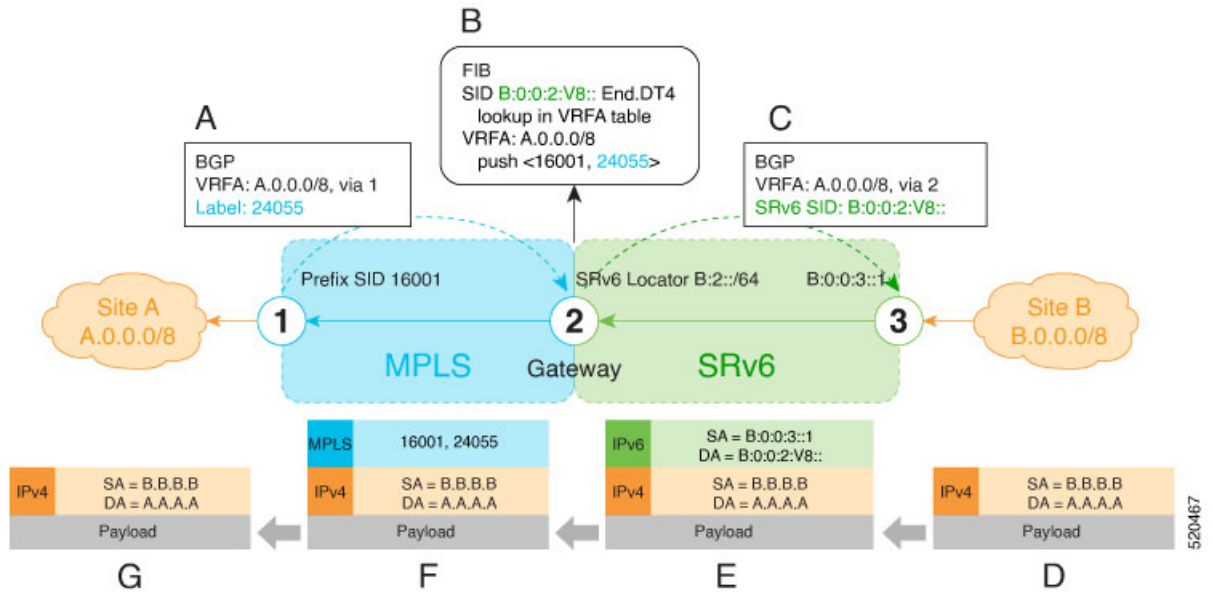 B
FIB
SID B:0:0:2:V8:: End.DT4
lookup in VRFA table
VRFA: A.0.0.0/8
push <16001, 24055>
A
BGP
VRFA: A.0.0.0/8, via 1
Label: 24055
C
BGP
VRFA: A.0.0.0/8, via 2
SRv6 SID: B:0:0:2:V8::
Prefix SID 16001
SRv6 Locator B:2::/64
B:0:0:3::1
Site A
A.0.0.0/8
1
2
3
Site B
B.0.0.0/8
MPLS
Gateway
SRv6
IPv4
SA = B.B.B.B
DA = A.A.A.A
Payload
G
MPLS
16001, 24055
IPv4
SA = B.B.B.B
DA = A.A.A.A
Payload
F
IPv6
SA = B:0:0:3::1
DA = B:0:0:2:V8::
IPv4
SA = B.B.B.B
DA = A.A.A.A
Payload
E
IPv4
SA = B.B.B.B
DA = A.A.A.A
Payload
D
520467